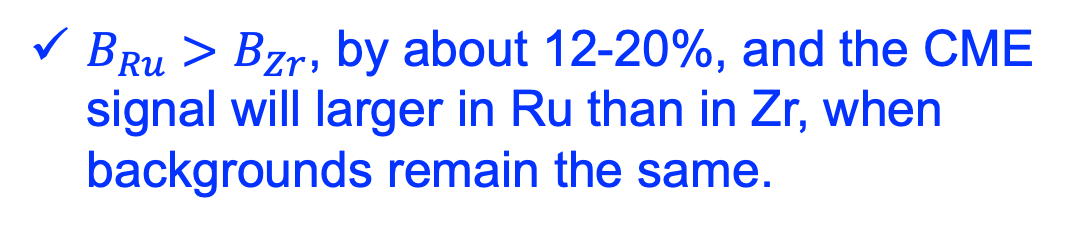 ✓ B_Ru > B_Zr, by about 12-20%, and the CME
signal will larger in Ru than in Zr, when
backgrounds remain the same.